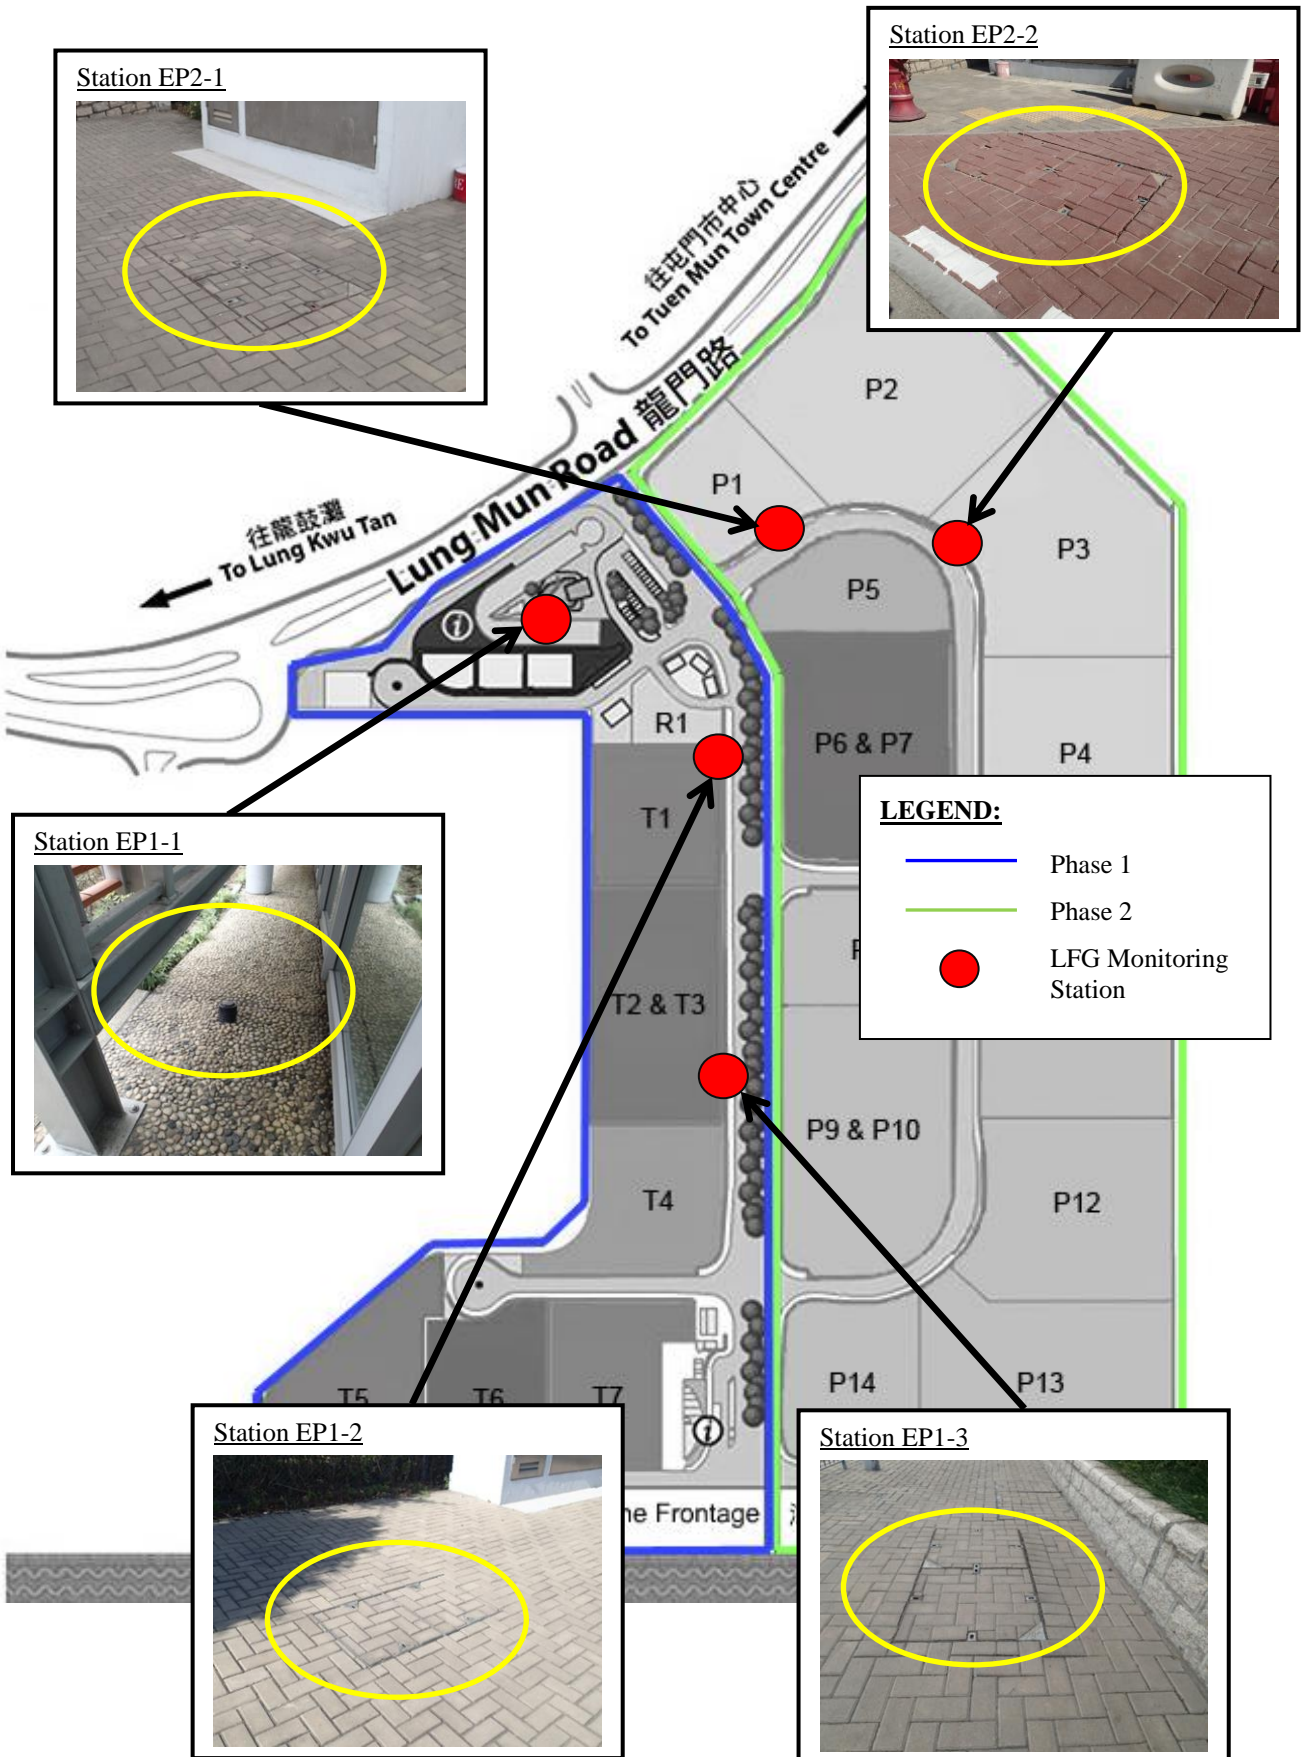 Station EP2-1
Station EP2-2
往屯門市中心
To Tuen Mun Town Centre
Lung Mun Road 龍門路
往龍鼓灘
To Lung Kwu Tan
P1
P2
P3
P5
P4
P6 & P7
R1
T1
T2 & T3
T4
P9 & P10
P12
P14
P13
T5
T6
T7
LEGEND:
Phase 1
Phase 2
LFG Monitoring
Station
Station EP1-1
Station EP1-2
Station EP1-3
Frontage